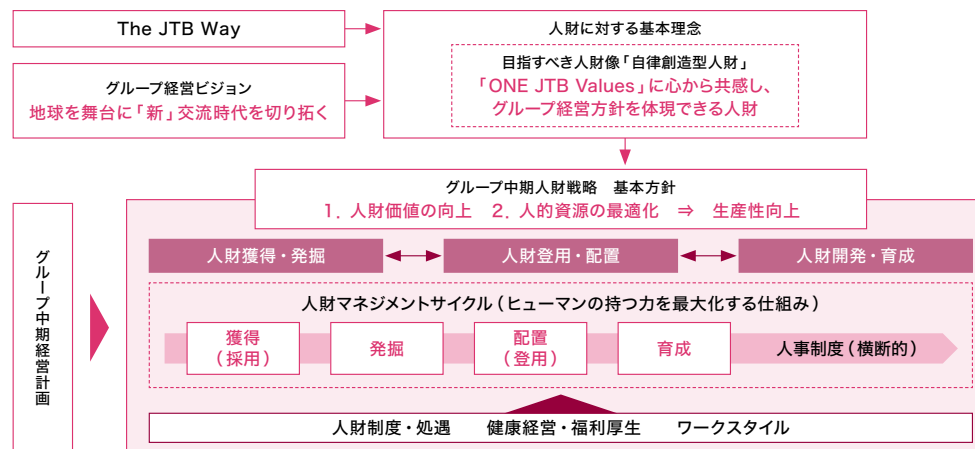 The JTB Way
グループ経営ビジョン
地球を舞台に「新」交流時代を切り拓く
人財に対する基本理念
目指すべき人財像「自律創造型人財」
「ONE JTB Values」に心から共感し、
グループ経営方針を体現できる人財
グループ中期人財戦略　基本方針
1. 人財価値の向上　2. 人的資源の最適化　⇒　生産性向上
グループ中期経営計画
人財獲得・発掘
人財登用・配置
人財開発・育成
人財マネジメントサイクル（ヒューマンの持つ力を最大化する仕組み）
獲得
（採用）
発掘
配置
（登用）
育成
人事制度（横断的）
人財制度・処遇　健康経営・福利厚生　ワークスタイル